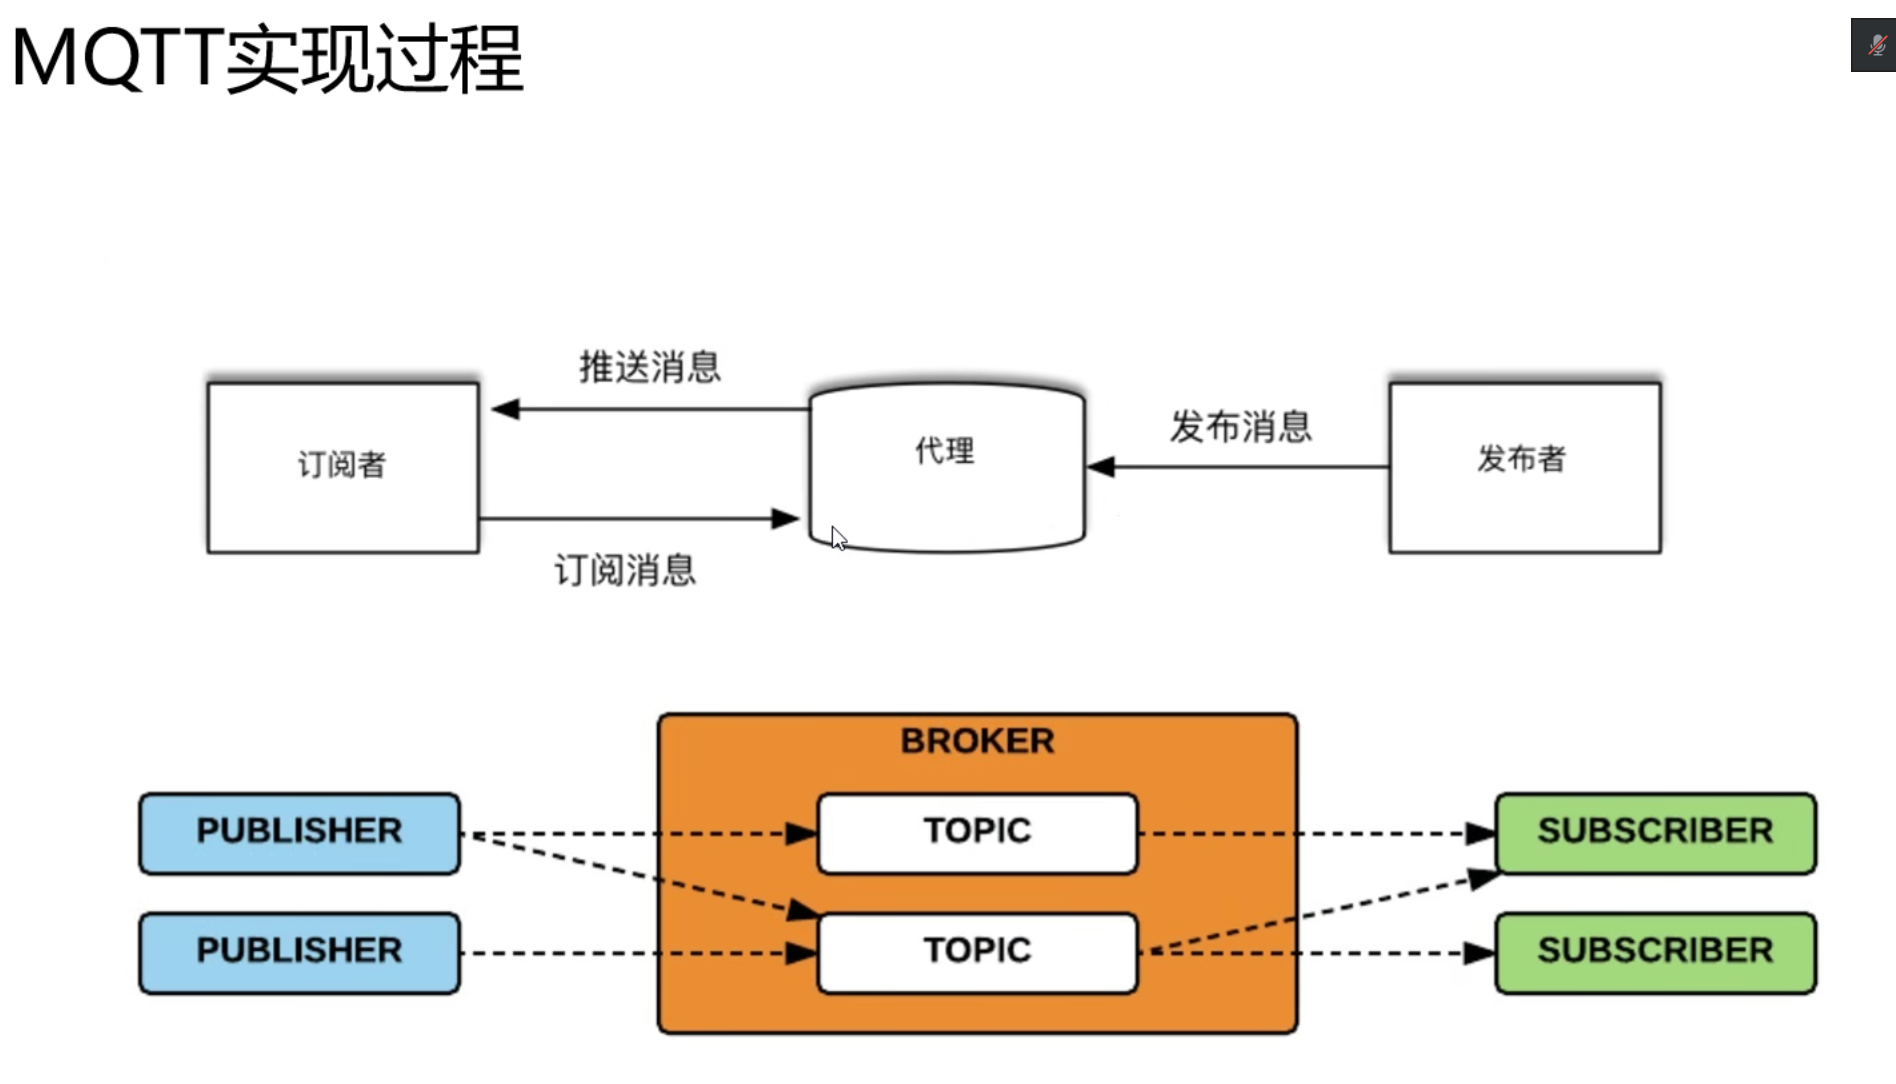 MQTT实现过程
推送消息
订阅者
代理
发布消息
发布者
订阅消息
BROKER
PUBLISHER
TOPIC
SUBSCRIBER
PUBLISHER
TOPIC
SUBSCRIBER